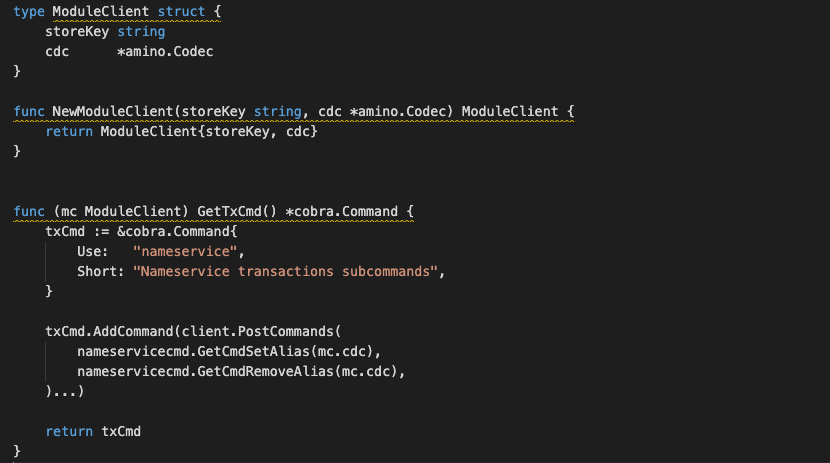 type ModuleClient struct {
    storeKey string
    cdc      *amino.Codec
}

func NewModuleClient(storeKey string, cdc *amino.Codec) ModuleClient {
    return ModuleClient{storeKey, cdc}
}

func (mc ModuleClient) GetTxCmd() *cobra.Command {
    txCmd := &cobra.Command{
        Use:   "nameservice",
        Short: "Nameservice transactions subcommands",
    }

    txCmd.AddCommand(client.PostCommands(
        nameservicecmd.GetCmdSetAlias(mc.cdc),
        nameservicecmd.GetCmdRemoveAlias(mc.cdc),
    )...)

    return txCmd
}